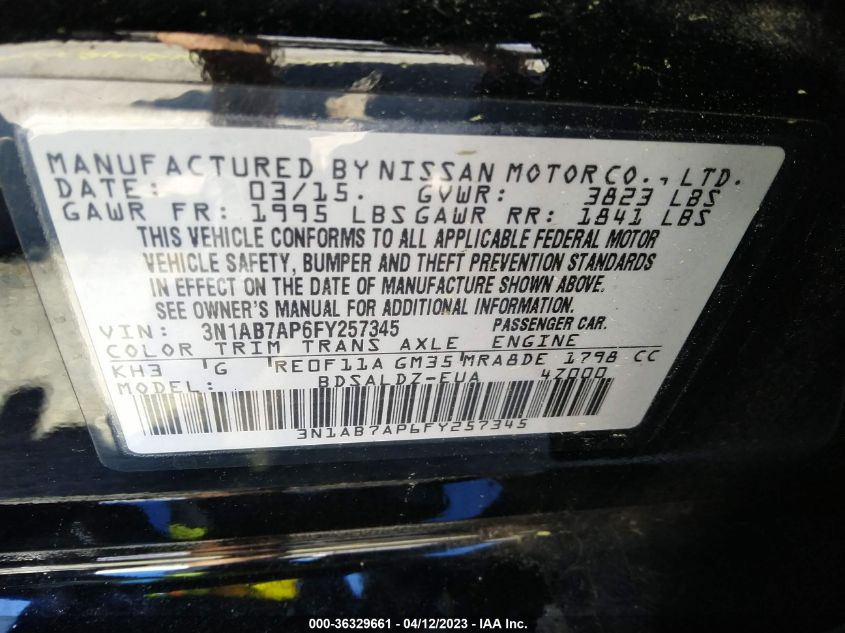 MANUFACTURED BY NISSAN MOTOR CO., LTD.
DATE: 03/15. GVWR: 3823 LBS
GAWR FR: 1995 LBS GAWR RR: 1841 LBS
THIS VEHICLE CONFORMS TO ALL APPLICABLE FEDERAL MOTOR
VEHICLE SAFETY, BUMPER AND THEFT PREVENTION STANDARDS
IN EFFECT ON THE DATE OF MANUFACTURE SHOWN ABOVE.
SEE OWNER'S MANUAL FOR ADDITIONAL INFORMATION.
VIN: 3N1AB7AP6FY257345 PASSENGER CAR.
COLOR TRIM TRANS AXLE ENGINE
KH3 G RE0F11A GM35 MRA8DE 1798 CC
MODEL: BDSALDZ-EUA 4Z000
3N1AB7AP6FY257345
000-36329661 - 04/12/2023 - IAAI Inc.